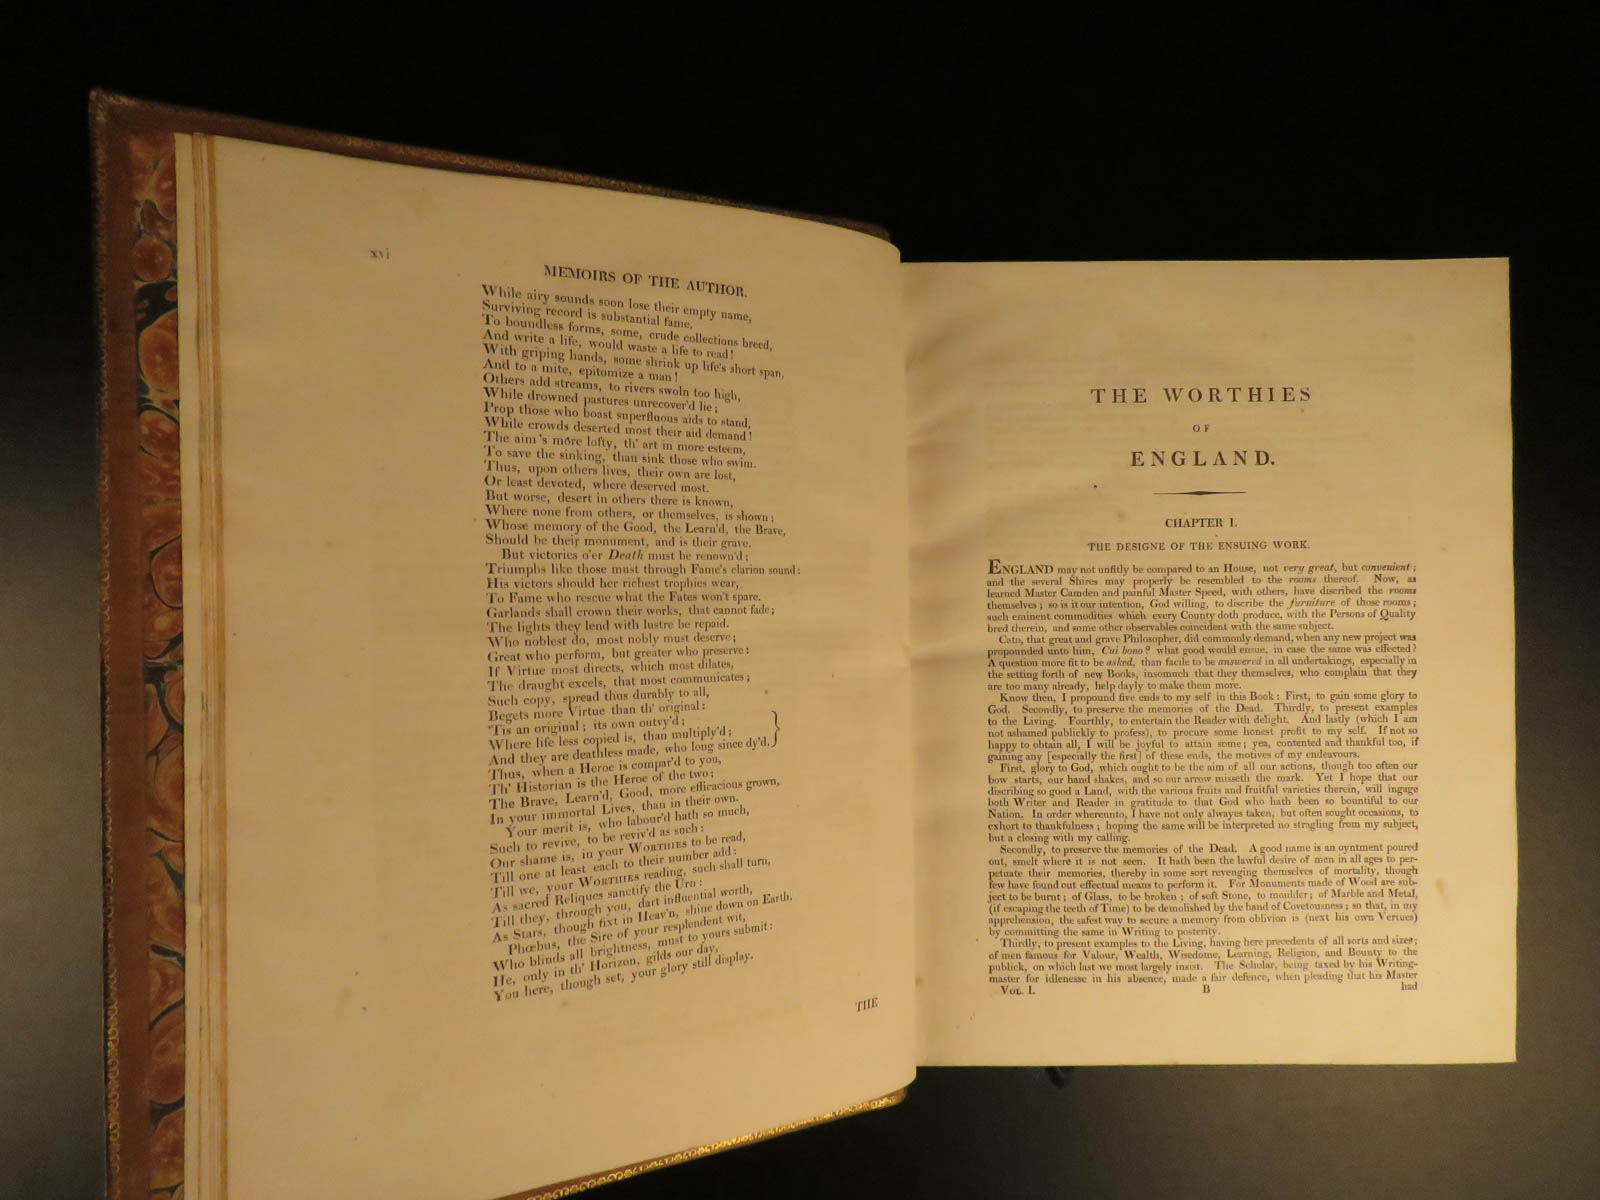 xvi
MEMOIRS OF THE AUTHOR.
While airy sounds soon lose their empty name,
Surviving record is substantial fame.
To boundless forms, some, crude collections breed,
And write a life, would waste a life to read!
With griping hands, some shrink up life's short span,
And to a mite, epitomize a man!
Others add streams, to rivers swoln too high,
While drowned pastures unrecover'd lie;
Prop those who boast superfluous aids to stand,
While crowds deserted most their aid demand!
The aim's more lofty, th' art in more esteem,
To save the sinking, than sink those who swim.
Thus, upon others lives, their own are lost,
Or least devoted, where deserved most.
But worse, desert in others there is known,
Where none from others, or themselves, is shown;
Whose memory of the Good, the Learn'd, the Brave,
Should be their monument, and is their grave.
But victories o'er Death must be renown'd;
Triumphs like those must through Fame's clarion sound:
His victors should her richest trophies wear,
To Fame who rescue what the Fates won't spare.
Garlands shall crown their works, that cannot fade;
The lights they lend with lustre be repaid.
Who noblest do, most nobly must deserve;
Great who perform, but greater who preserve:
If Virtue most directs, which most dilates,
The draught excels, that most communicates;
Such copy, spread thus durably to all,
Begets more Virtue than th' original:
'Tis an original; its own outvy'd;
Where life less copied is, than multiply'd;
And they are deathless made, who long since dy'd.
Thus, when a Heroe is compar'd to you,
Th' Historian is the Heroe of the two;
The Brave, Learn'd, Good, more efficacious grown,
In your immortal Lives, than in their own.
Your merit is, who labour'd hath so much,
Such to revive, to be reviv'd as such:
Our shame is, in your WORTHIES to be read,
Till one at least each to their number add:
Till we, your WORTHIES reading, such shall turn,
As sacred Reliques sanctify the Urn:
Till they, through you, dart influential worth,
As Stars, though fixt in Heav'n, shine down on Earth.
Phœbus, the Sire of your resplendent wit,
Who blinds all brightness, must to yours submit:
He, only in th' Horizon, gilds our day,
You here, though set, your glory still display.
THE
THE WORTHIES
OF
ENGLAND.
CHAPTER I.
THE DESIGNE OF THE ENSUING WORK.
ENGLAND may not unfitly be compared to an House, not very great, but convenient;
and the several Shires may properly be resembled to the rooms thereof. Now, as
learned Master Camden and painful Master Speed, with others, have discribed the rooms
themselves; so is it our intention, God willing, to discribe the furniture of those rooms;
such eminent commodities which every County doth produce, with the Persons of Quality
bred therein, and some other observables coincident with the same subject.
Cato, that great and grave Philosopher, did commonly demand, when any new project was
propounded unto him, Cui bono? what good would ensue, in case the same was effected?
A question more fit to be asked, than facile to be answered in all undertakings, especially in
the setting forth of new Books, insomuch that they themselves, who complain that they
are too many already, help dayly to make them more.
Know then, I propound five ends to my self in this Book: First, to gain some glory to
God. Secondly, to preserve the memories of the Dead. Thirdly, to present examples
to the Living. Fourthly, to entertain the Reader with delight. And lastly (which I am
not ashamed publickly to profess), to procure some honest profit to my self. If not so
happy to obtain all, I will be joyful to attain some; yea, contented and thankful too, if
gaining any [especially the first] of these ends, the motives of my endeavours.
First, glory to God, which ought to be the aim of all our actions, though too often our
bow starts, our hand shakes, and so our arrow misseth the mark. Yet I hope that our
discribing so good a Land, with the various fruits and fruitful varieties therein, will ingage
both Writer and Reader in gratitude to that God who hath been so bountiful to our
Nation. In order whereunto, I have not only alwayes taken, but often sought occasions, to
exhort to thankfulness; hoping the same will be interpreted no stragling from my subject,
but a closing with my calling.
Secondly, to preserve the memories of the Dead. A good name is an oyntment poured
out, smelt where it is not seen. It hath been the lawful desire of men in all ages to per-
petuate their memories, thereby in some sort revenging themselves of mortality, though
few have found out effectual means to perform it. For Monuments made of Wood are sub-
ject to be burnt; of Glass, to be broken; of soft Stone, to moulder; of Marble and Metal,
(if escaping the teeth of Time) to be demolished by the hand of Covetousness; so that, in my
apprehension, the safest way to secure a memory from oblivion is (next his own Vertues)
by committing the same in Writing to posterity.
Thirdly, to present examples to the Living, having here precedents of all sorts and sizes;
of men famous for Valour, Wealth, Wisedome, Learning, Religion, and Bounty to the
publick, on which last we most largely insist. The Scholar, being taxed by his Writing-
master for idlenesse in his absence, made a fair defence, when pleading that his Master
VOL. I. B had